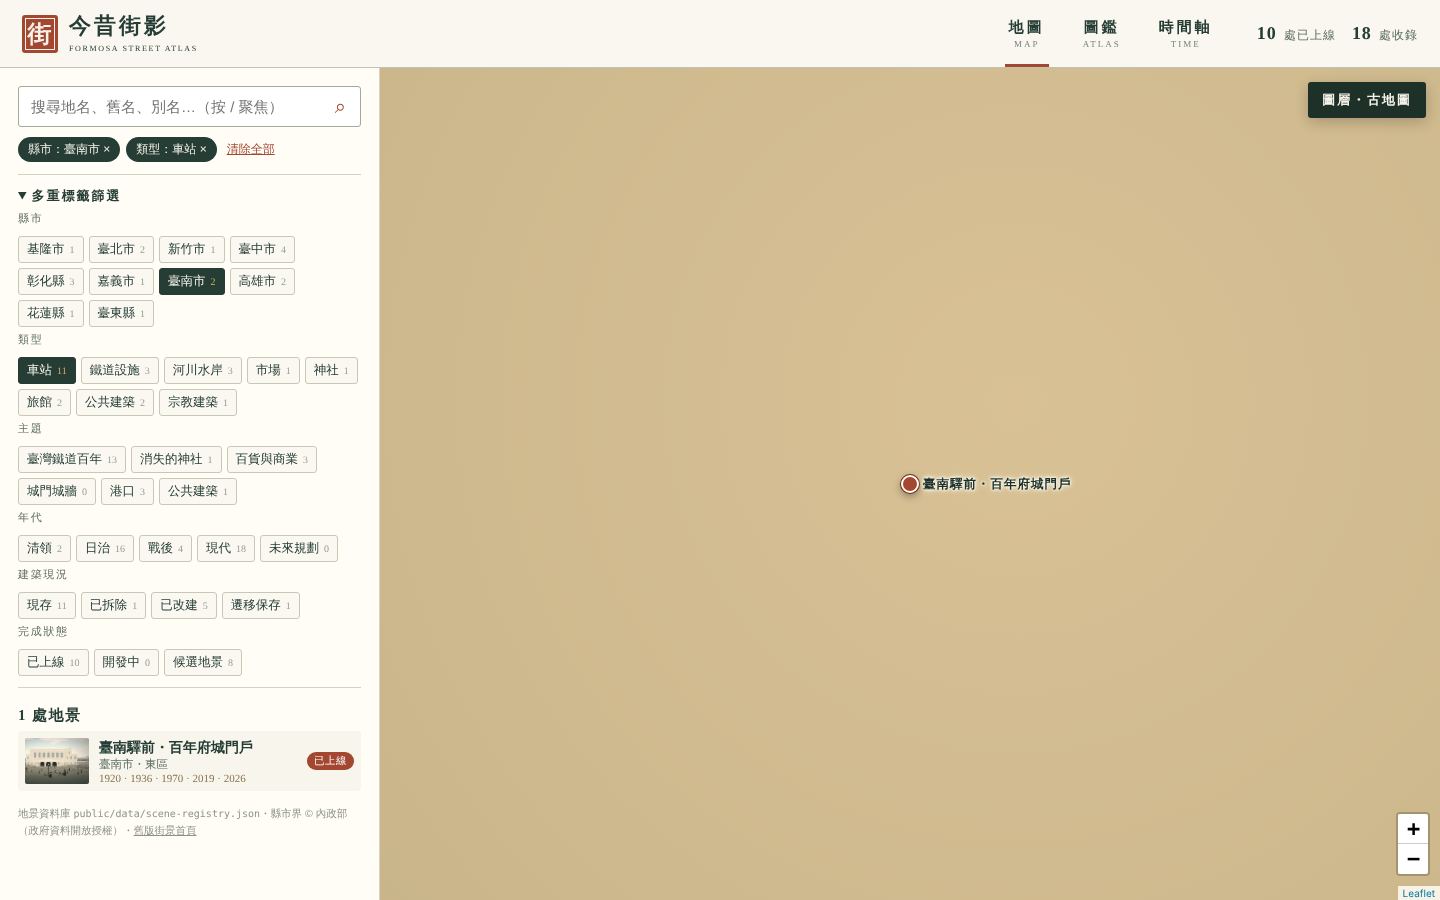 街
今昔街影
FORMOSA STREET ATLAS
地圖
MAP
圖鑑
ATLAS
時間軸
TIME
10 處已上線 18 處收錄
搜尋地名、舊名、別名…（按 / 聚焦）
縣市：臺南市 × 類型：車站 × 清除全部
▼ 多重標籤篩選
縣市
基隆市 1 臺北市 2 新竹市 1 臺中市 4
彰化縣 3 嘉義市 1 臺南市 2 高雄市 2
花蓮縣 1 臺東縣 1
類型
車站 11 鐵道設施 3 河川水岸 3 市場 1 神社 1
旅館 2 公共建築 2 宗教建築 1
主題
臺灣鐵道百年 13 消失的神社 1 百貨與商業 3
城門城牆 0 港口 3 公共建築 1
年代
清領 2 日治 16 戰後 4 現代 18 未來規劃 0
建築現況
現存 11 已拆除 1 已改建 5 遷移保存 1
完成狀態
已上線 10 開發中 0 候選地景 8
1 處地景
臺南驛前・百年府城門戶
臺南市・東區
1920 · 1936 · 1970 · 2019 · 2026
已上線
地景資料庫 public/data/scene-registry.json・縣市界 © 內政部
（政府資料開放授權）・舊版街景首頁
圖層・古地圖
臺南驛前・百年府城門戶
+
−
Leaflet